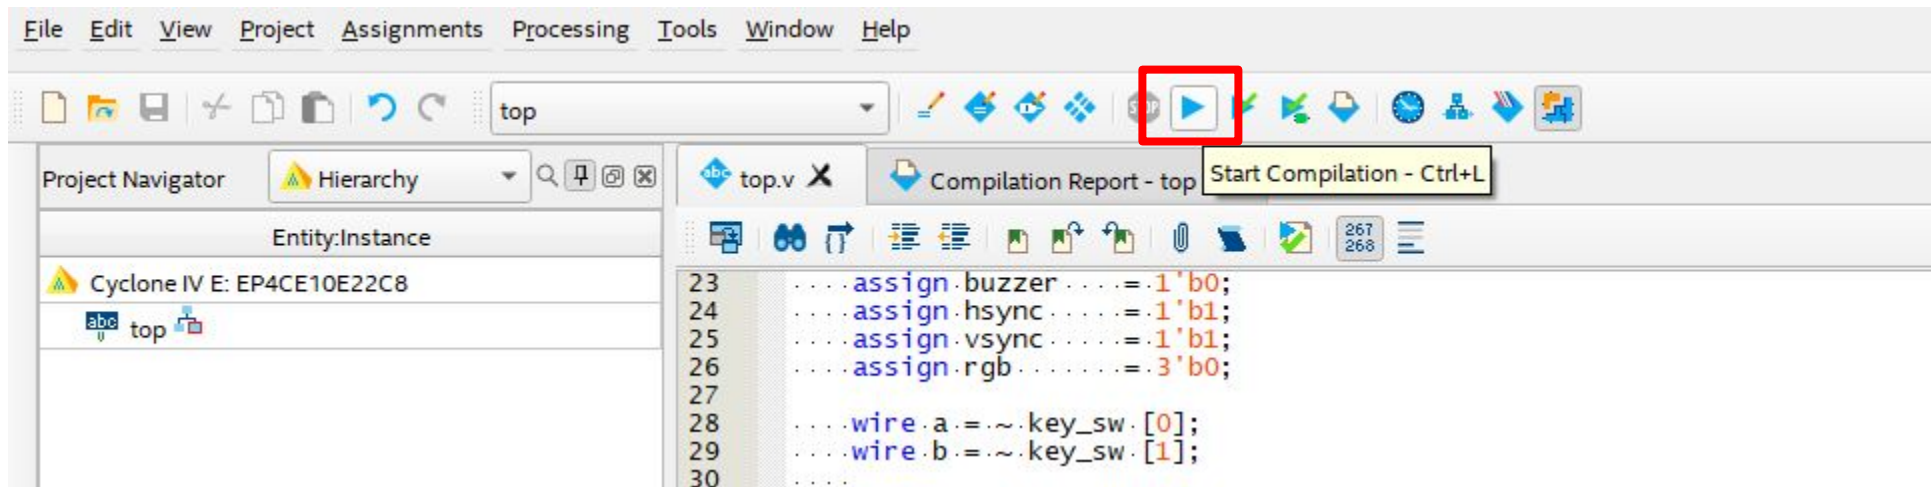 File Edit View Project Assignments Processing Tools Window Help
top
STOP
Start Compilation - Ctrl+L
Project Navigator
Hierarchy
abc top.v
Compilation Report - top
Entity:Instance
267
268
Cyclone IV E: EP4CE10E22C8
abc top
23 ....assign.buzzer....=.1'b0;
24 ....assign.hsync.....=.1'b1;
25 ....assign.vsync.....=.1'b1;
26 ....assign.rgb.......=.3'b0;
27
28 ....wire.a.=.~.key_sw.[0];
29 ....wire.b.=.~.key_sw.[1];
30 ....